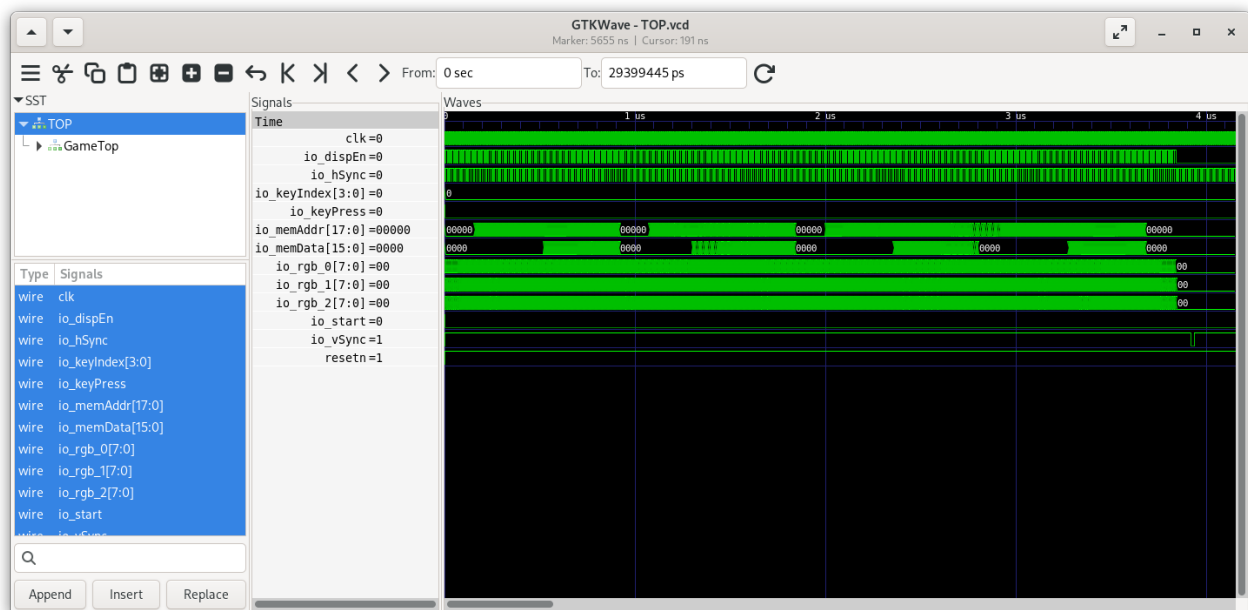 GTKWave - TOP.vcd
Marker: 5655 ns | Cursor: 191 ns
From: 0 sec To: 29399445 ps
SST
TOP
GameTop
Type Signals
wire clk
wire io_dispEn
wire io_hSync
wire io_keyIndex[3:0]
wire io_keyPress
wire io_memAddr[17:0]
wire io_memData[15:0]
wire io_rgb_0[7:0]
wire io_rgb_1[7:0]
wire io_rgb_2[7:0]
wire io_start
wire io_vSync
Append Insert Replace
Signals
Time
clk =0
io_dispEn =0
io_hSync =0
io_keyIndex[3:0] =0
io_keyPress =0
io_memAddr[17:0] =00000
io_memData[15:0] =0000
io_rgb_0[7:0] =00
io_rgb_1[7:0] =00
io_rgb_2[7:0] =00
io_start =0
io_vSync =1
resetn =1
Waves
0 1 us 2 us 3 us 4 us
0
00000 00000 00000 00000
0000 0000 0000 0000 0000
00
00
00